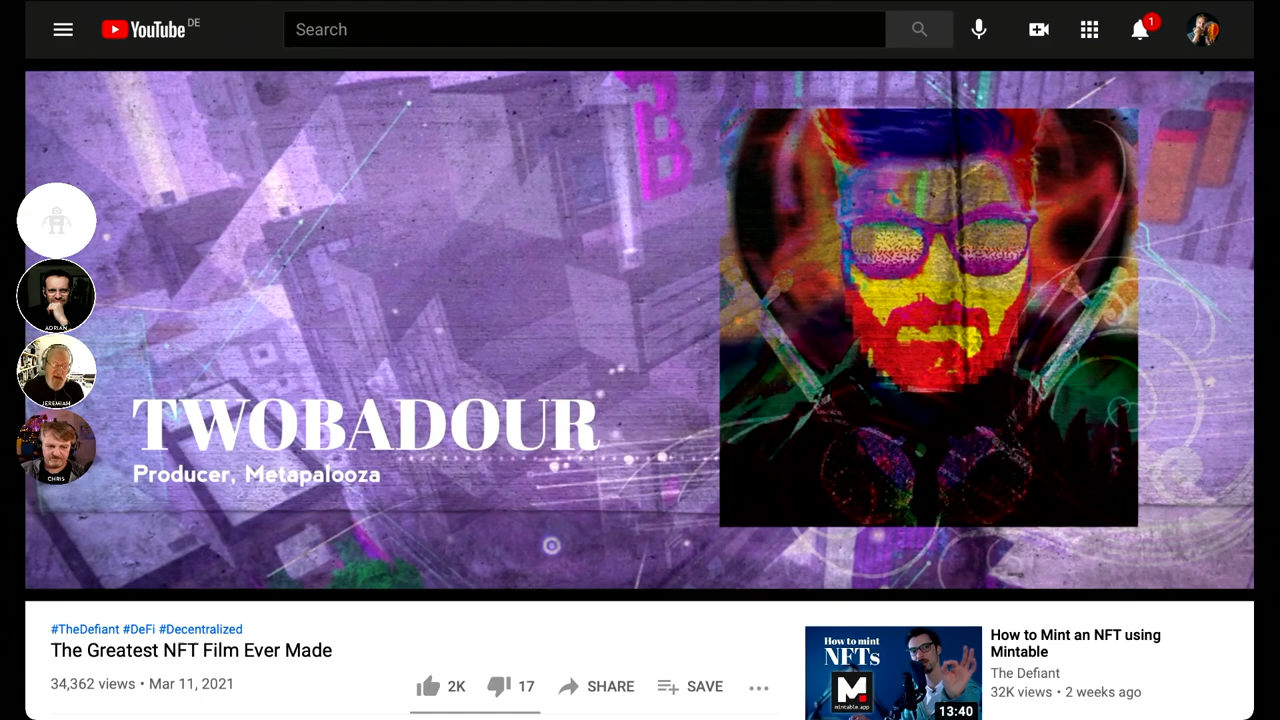 YouTube DE
Search
1
B
ADRIAN
JEREMIAH
CHRIS
TWOBADOUR
Producer, Metapalooza
#TheDefiant #DeFi #Decentralized
The Greatest NFT Film Ever Made
34,362 views • Mar 11, 2021
2K
17
SHARE
SAVE
How to mint
NFTs
M
mintable.app
13:40
How to Mint an NFT using
Mintable
The Defiant
32K views • 2 weeks ago